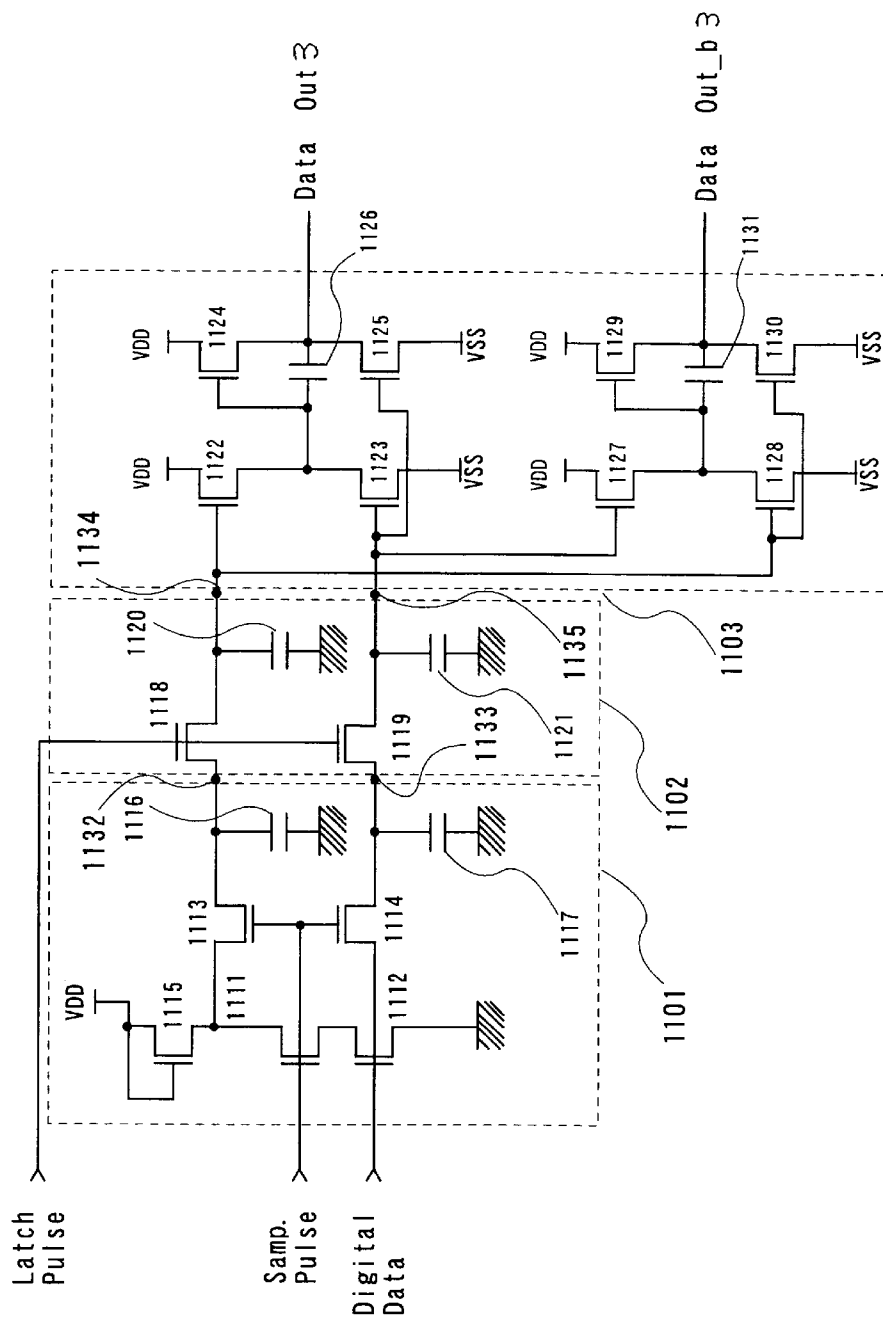 Latch
Pulse
Samp.
Pulse
Digital
Data
VDD
1115
1111
1112
1113
1114
1132
1116
1117
1133
1101
1118
1119
1120
1121
1102
1134
1135
1103
VDD
1122
1123
VSS
VDD
1124
1125
VSS
1126
Data Out3
VDD
1127
1128
VSS
VDD
1129
1130
VSS
1131
Data Out_b3